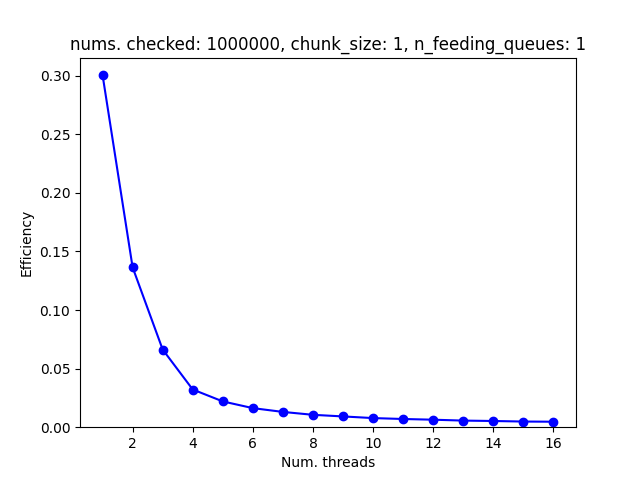 nums. checked: 1000000, chunk_size: 1, n_feeding_queues: 1
0.30
0.25
0.20
0.15
0.10
0.05
0.00
Efficiency
2 4 6 8 10 12 14 16
Num. threads